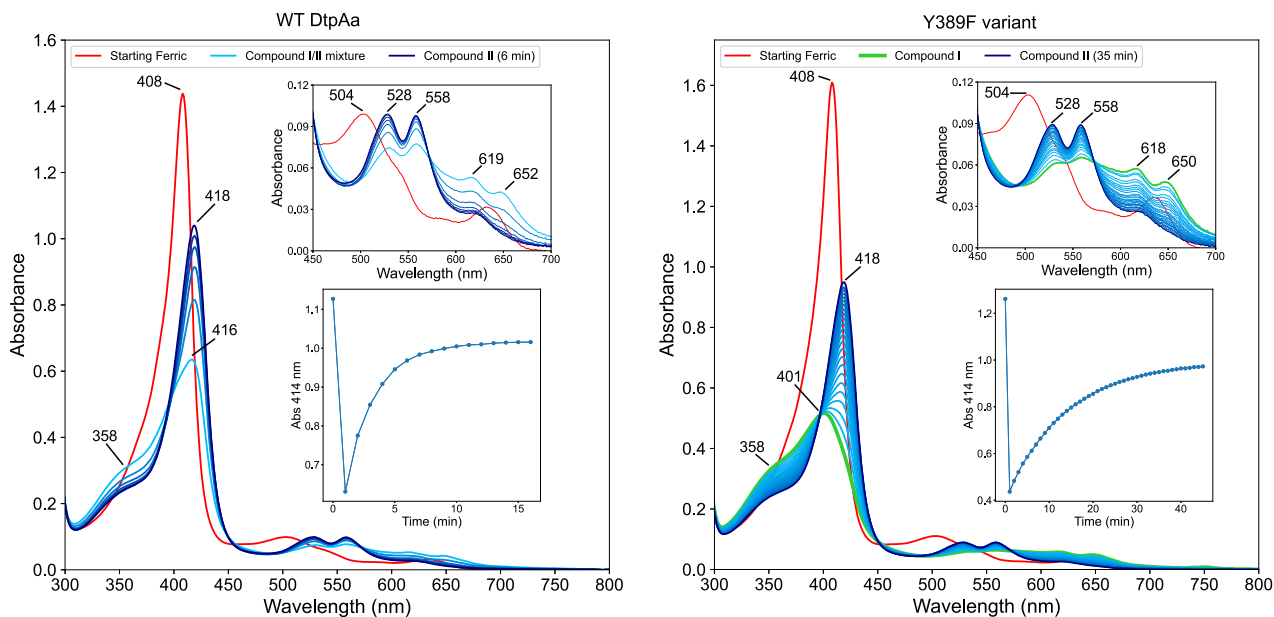 WT DtpAa
Starting Ferric Compound I/II mixture Compound II (6 min)
Absorbance
1.6
1.4
1.2
1.0
0.8
0.6
0.4
0.2
0.0
408
418
416
358
300 350 400 450 500 550 600 650 700 750 800
Wavelength (nm)
Absorbance
0.12
0.09
0.06
0.03
0.00
504
528
558
619
652
450 500 550 600 650 700
Wavelength (nm)
Abs 414 nm
1.1
1.0
0.9
0.8
0.7
0 5 10 15
Time (min)
Y389F variant
Starting Ferric Compound I Compound II (35 min)
Absorbance
1.6
1.4
1.2
1.0
0.8
0.6
0.4
0.2
0.0
408
418
401
358
300 350 400 450 500 550 600 650 700 750 800
Wavelength (nm)
Absorbance
0.12
0.09
0.06
0.03
0.00
504
528
558
618
650
450 500 550 600 650 700
Wavelength (nm)
Abs 414 nm
1.2
1.0
0.8
0.6
0.4
0 10 20 30 40
Time (min)